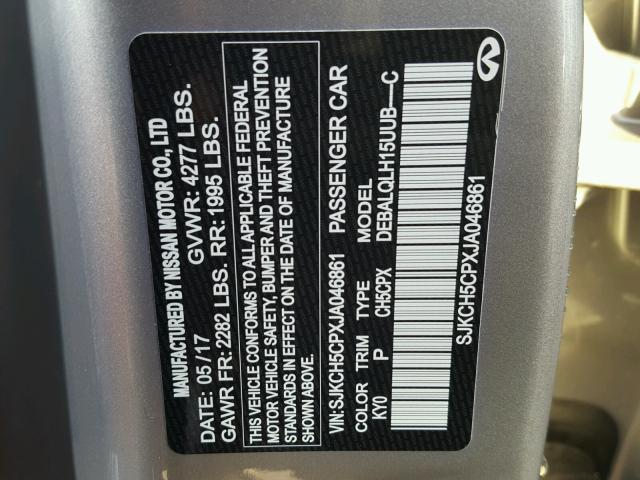 MANUFACTURED BY NISSAN MOTOR CO., LTD
DATE: 05/17 GVWR: 4277 LBS.
GAWR FR: 2282 LBS. RR: 1995 LBS.
THIS VEHICLE CONFORMS TO ALL APPLICABLE FEDERAL
MOTOR VEHICLE SAFETY, BUMPER AND THEFT PREVENTION
STANDARDS IN EFFECT ON THE DATE OF MANUFACTURE
SHOWN ABOVE.
VIN: SJKCH5CPXJA046861 PASSENGER CAR
COLOR TRIM TYPE MODEL
KY0 P CH5CPX DEBALQLH15UUB----C
SJKCH5CPXJA046861